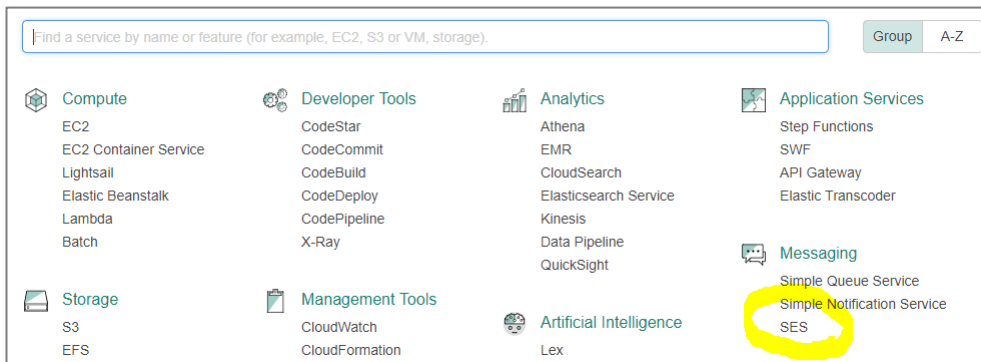 Find a service by name or feature (for example, EC2, S3 or VM, storage).
Group
A-Z
Compute
EC2
EC2 Container Service
Lightsail
Elastic Beanstalk
Lambda
Batch
Storage
S3
EFS
Developer Tools
CodeStar
CodeCommit
CodeBuild
CodeDeploy
CodePipeline
X-Ray
Management Tools
CloudWatch
CloudFormation
Analytics
Athena
EMR
CloudSearch
Elasticsearch Service
Kinesis
Data Pipeline
QuickSight
Artificial Intelligence
Lex
Application Services
Step Functions
SWF
API Gateway
Elastic Transcoder
Messaging
Simple Queue Service
Simple Notification Service
SES